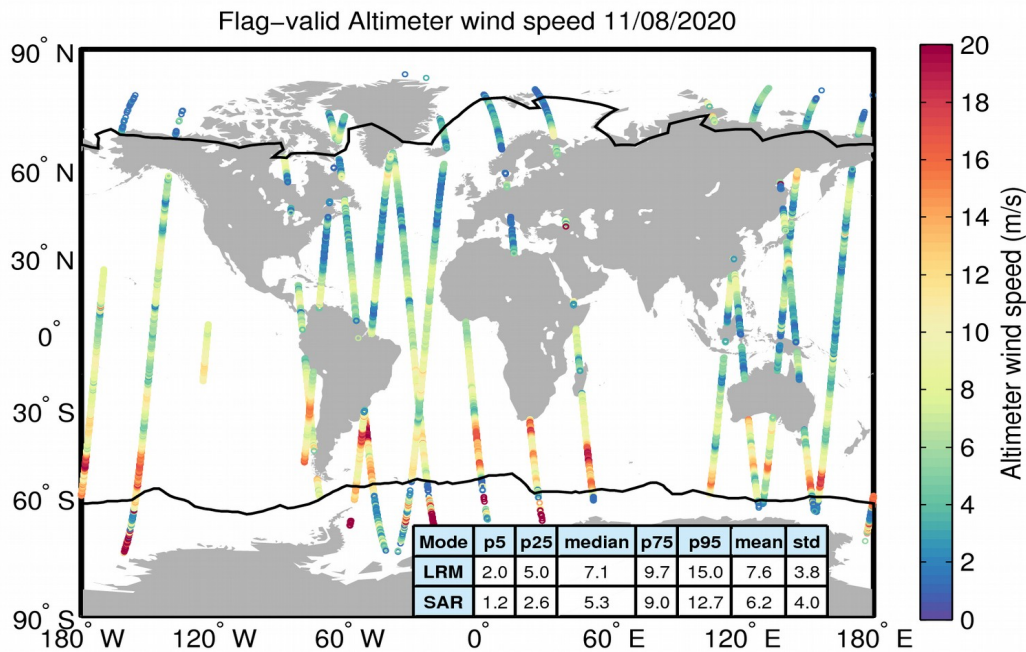 Flag-valid Altimeter wind speed 11/08/2020
90° N
60° N
30° N
0°
30° S
60° S
90° S
180° W
120° W
60° W
0°
60° E
120° E
180° E
Mode p5 p25 median p75 p95 mean std
LRM 2.0 5.0 7.1 9.7 15.0 7.6 3.8
SAR 1.2 2.6 5.3 9.0 12.7 6.2 4.0
20
18
16
14
12
10
8
6
4
2
0
Altimeter wind speed (m/s)